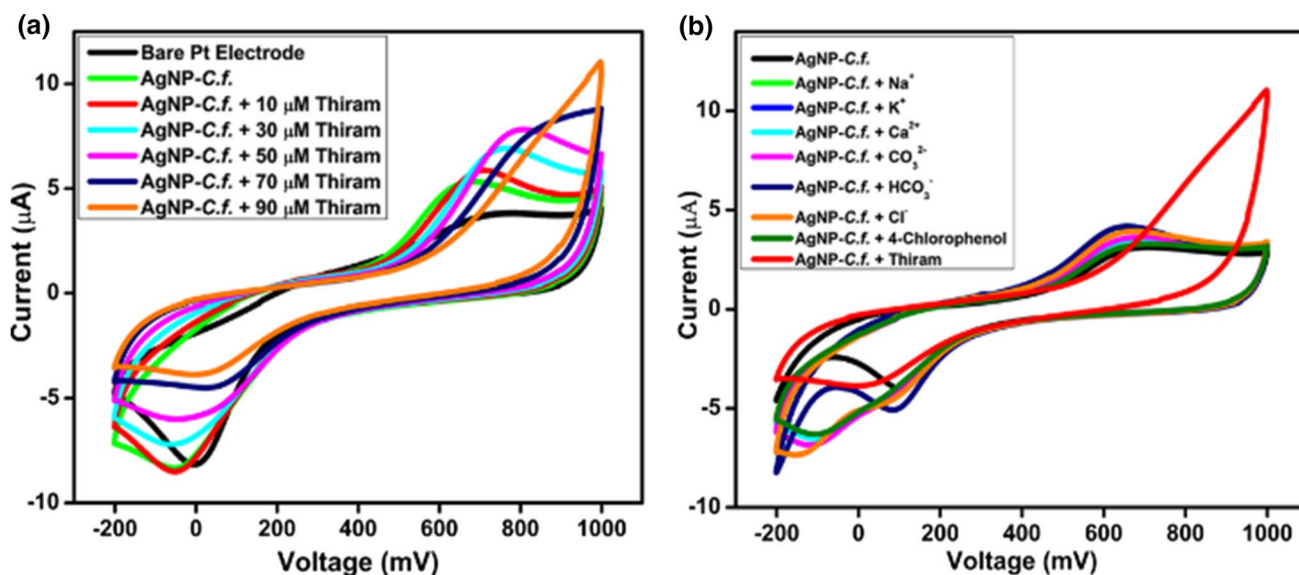 (a)
Bare Pt Electrode
AgNP-C.f.
AgNP-C.f. + 10 μM Thiram
AgNP-C.f. + 30 μM Thiram
AgNP-C.f. + 50 μM Thiram
AgNP-C.f. + 70 μM Thiram
AgNP-C.f. + 90 μM Thiram
10
5
0
-5
-10
Current (μA)
-200 0 200 400 600 800 1000
Voltage (mV)
(b)
AgNP-C.f.
AgNP-C.f. + Na⁺
AgNP-C.f. + K⁺
AgNP-C.f. + Ca²⁺
AgNP-C.f. + CO₃²⁻
AgNP-C.f. + HCO₃⁻
AgNP-C.f. + Cl⁻
AgNP-C.f. + 4-Chlorophenol
AgNP-C.f. + Thiram
10
5
0
-5
-10
Current (μA)
-200 0 200 400 600 800 1000
Voltage (mV)